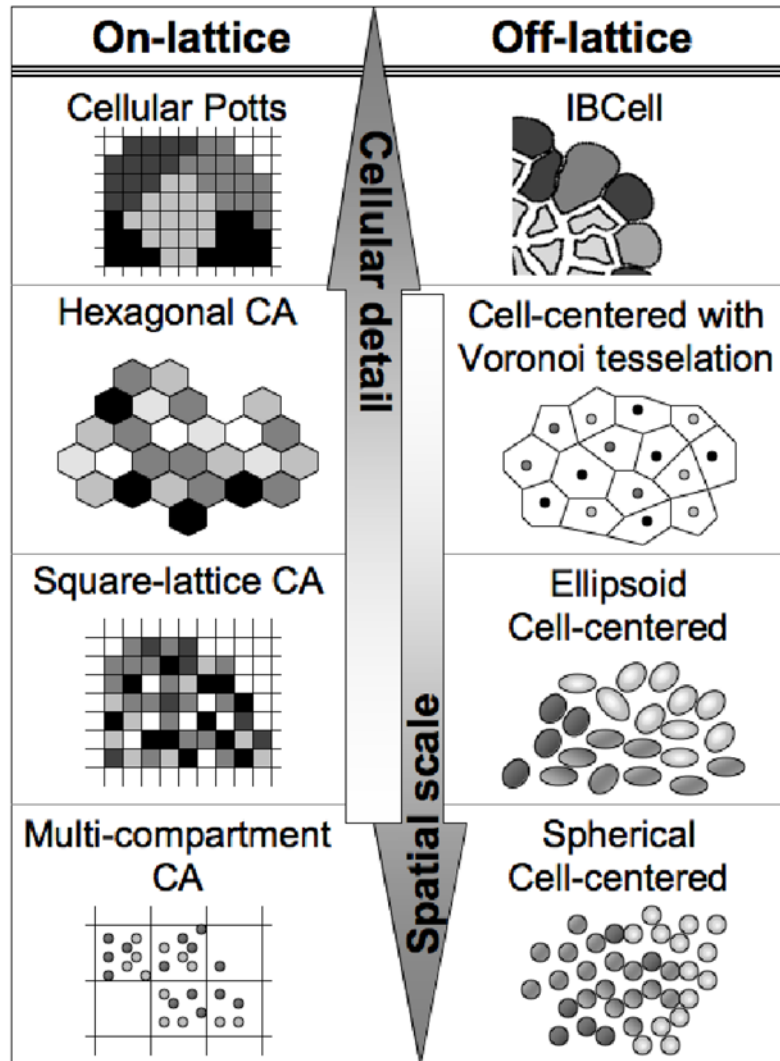 On-lattice
Off-lattice
Cellular Potts
IBCell
Cellular detail
Hexagonal CA
Cell-centered with
Voronoi tesselation
Square-lattice CA
Ellipsoid
Cell-centered
Spatial scale
Multi-compartment
CA
Spherical
Cell-centered